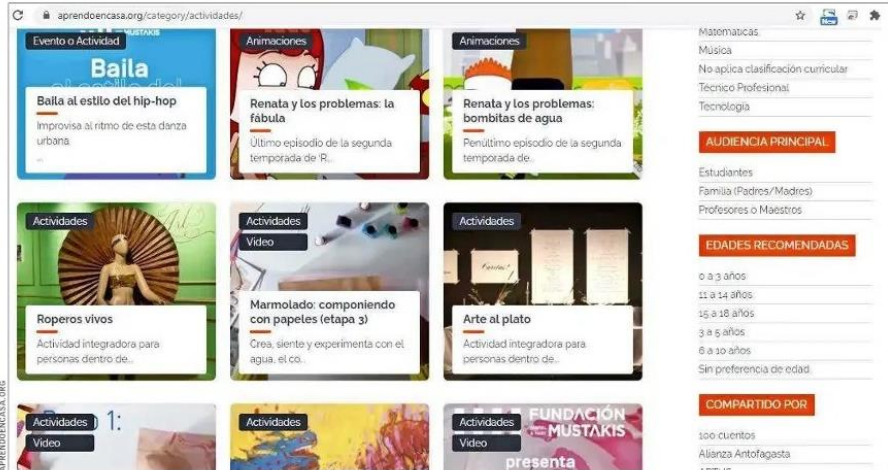 aprendoencasa.org/category/actividades/
New
Evento o Actividad
MUSTAKIS
Baila
Baila al estilo del hip-hop
Improvisa al ritmo de esta danza
urbana.
...
Animaciones
Renata y los problemas: la
fábula
Último episodio de la segunda
temporada de 'R...
Animaciones
Renata y los problemas:
bombitas de agua
Penúltimo episodio de la segunda
temporada de...
Actividades
Roperos vivos
Actividad integradora para
personas dentro de...
Actividades
Video
Marmolado: componiendo
con papeles (etapa 3)
Crea, siente y experimenta con el
agua, el co...
Actividades
Arte al plato
Actividad integradora para
personas dentro de...
Actividades
1:
Video
Actividades
Video
Actividades
Video
FUNDACIÓN
MUSTAKIS
presenta
Matemáticas
Música
No aplica clasificación curricular
Técnico Profesional
Tecnología
AUDIENCIA PRINCIPAL
Estudiantes
Familia (Padres/Madres)
Profesores o Maestros
EDADES RECOMENDADAS
0 a 3 años
11 a 14 años
15 a 18 años
3 a 5 años
6 a 10 años
Sin preferencia de edad.
COMPARTIDO POR
100 cuentos
Alianza Antofagasta
APRENDOENCASA.ORG